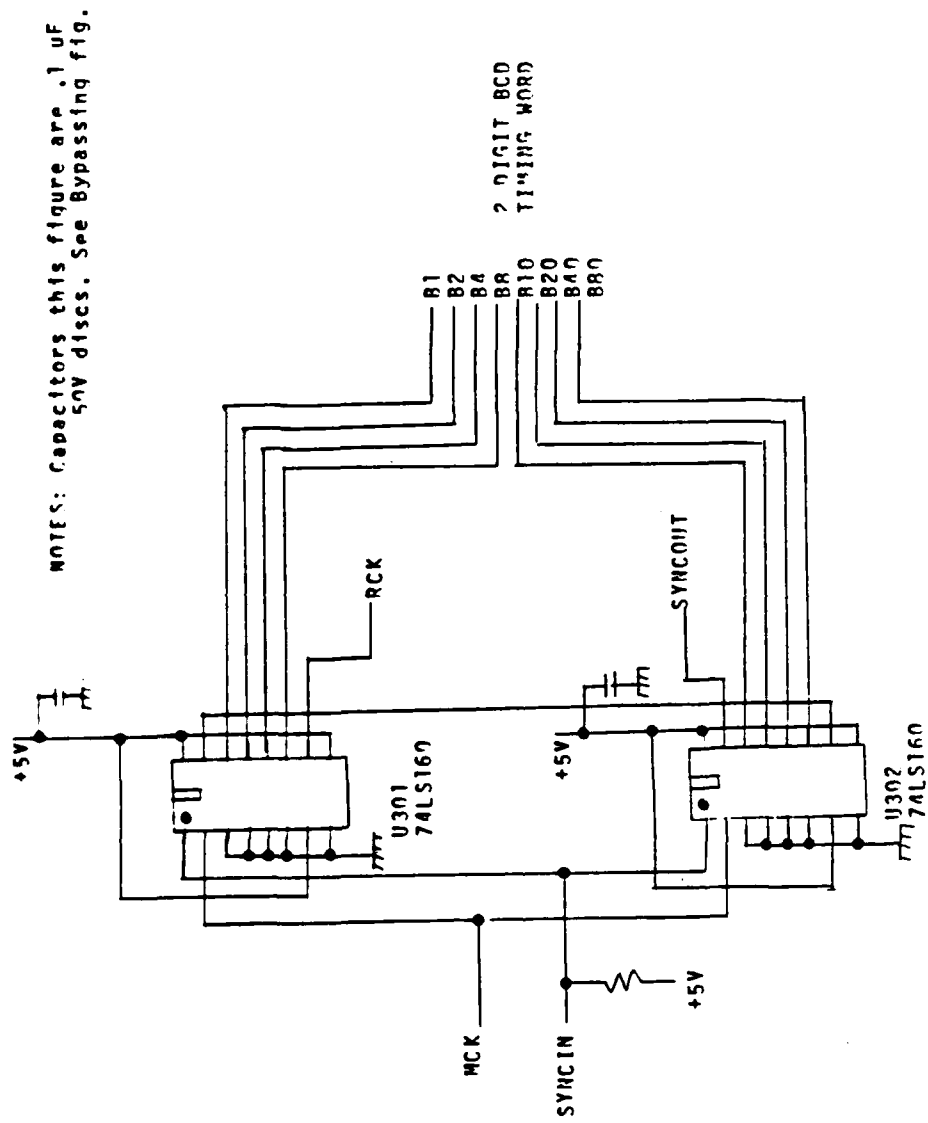 NOTES: Capacitors this figure are .1 uF
50V discs. See Bypassing fig.
+5V
RCK
U301
74LS160
B1
B2
B4
B8
B10
B20
B40
B80
2 DIGIT BCD
TIMING WORD
+5V
SYNCOUT
U302
74LS160
MCK
SYNCIN
+5V